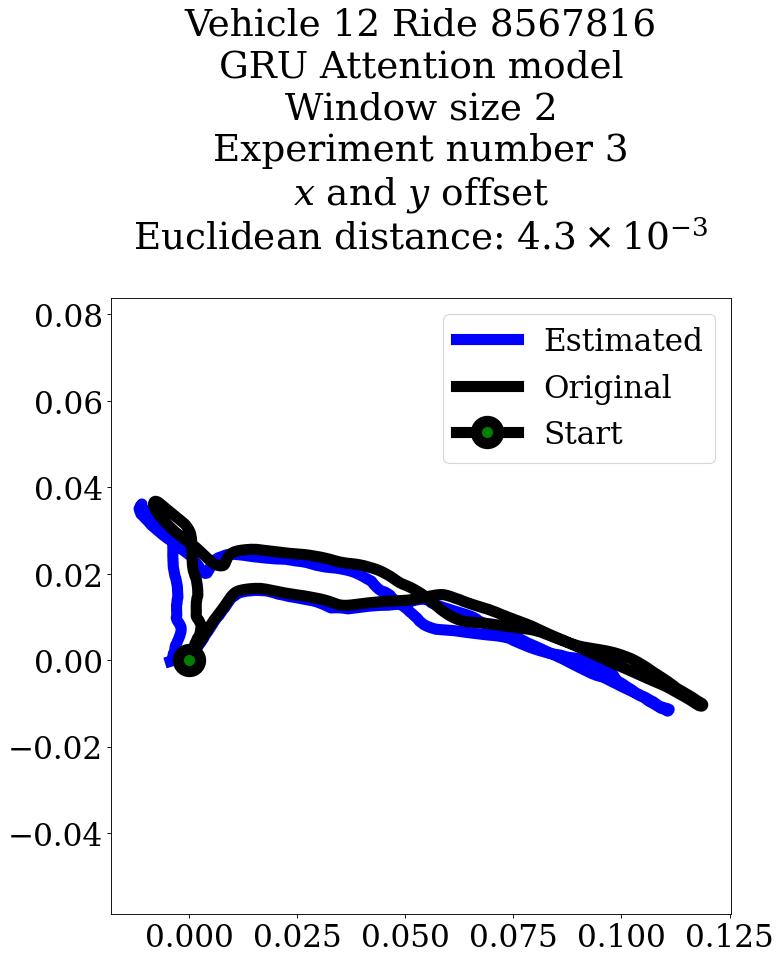 Vehicle 12 Ride 8567816
GRU Attention model
Window size 2
Experiment number 3
x and y offset
Euclidean distance: 4.3 × 10⁻³
Estimated
Original
Start
0.08
0.06
0.04
0.02
0.00
−0.02
−0.04
0.000 0.025 0.050 0.075 0.100 0.125